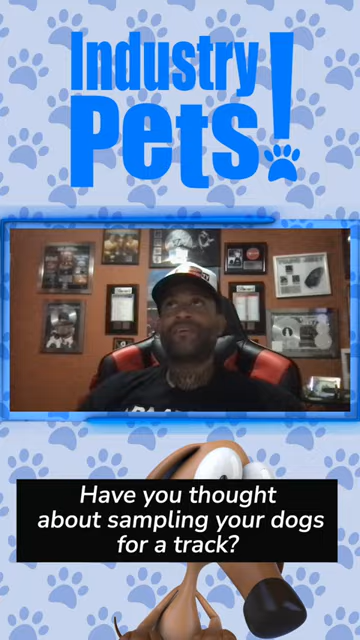 Industry
Pets!
Have you thought
about sampling your dogs
for a track?